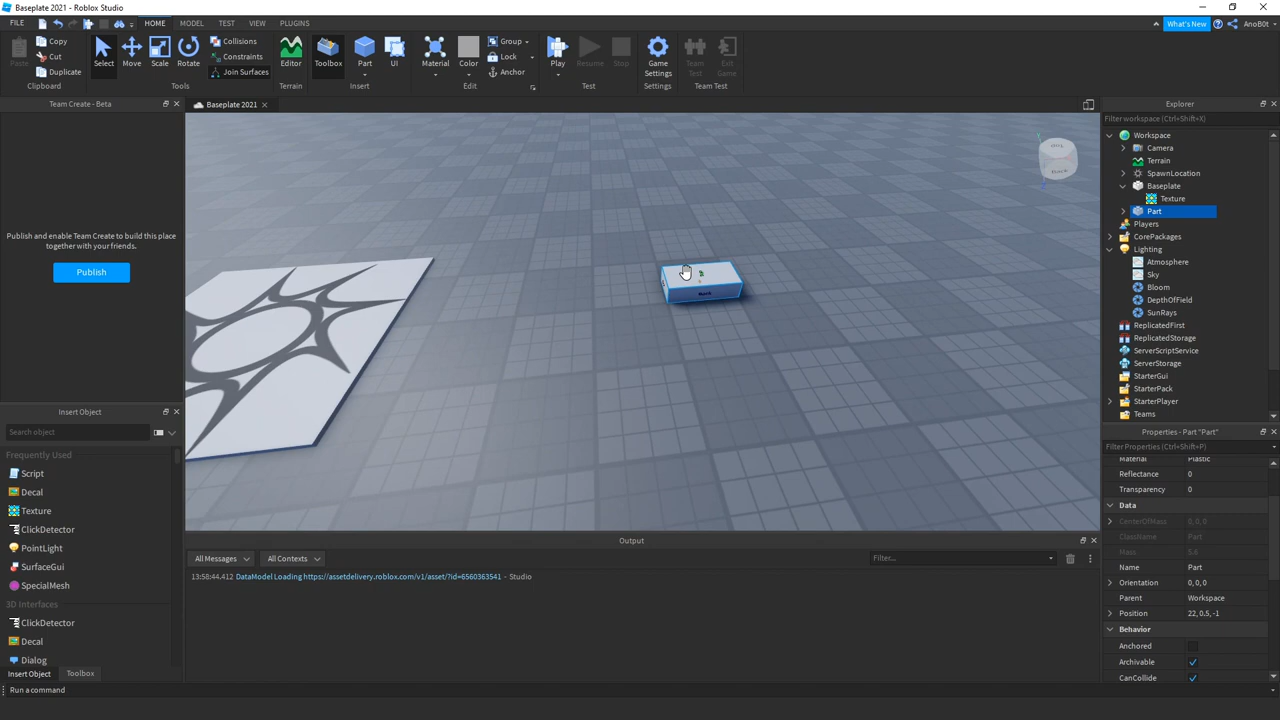 Baseplate 2021 - Roblox Studio
FILE HOME MODEL TEST VIEW PLUGINS What's New AnoB0t
Paste Copy Cut Duplicate Select Move Scale Rotate Collisions Constraints Join Surfaces Editor Toolbox Part UI Material Color Group Lock Anchor Play Resume Stop Game Settings Team Test Exit Game
Clipboard Tools Terrain Insert Edit Test Settings Team Test
Team Create - Beta
Baseplate 2021
Publish and enable Team Create to build this place
together with your friends.
Publish
Insert Object
Search object
Frequently Used
Script
Decal
Texture
ClickDetector
PointLight
SurfaceGui
SpecialMesh
3D Interfaces
ClickDetector
Decal
Dialog
Insert Object Toolbox
Run a command
Back
Back
Output
All Messages All Contexts Filter...
13:58:44.412 DataModel Loading https://assetdelivery.roblox.com/v1/asset/?id=6560363541 - Studio
Explorer
Filter workspace (Ctrl+Shift+X)
Workspace
Camera
Terrain
SpawnLocation
Baseplate
Texture
Part
Players
CorePackages
Lighting
Atmosphere
Sky
Bloom
DepthOfField
SunRays
ReplicatedFirst
ReplicatedStorage
ServerScriptService
ServerStorage
StarterGui
StarterPack
StarterPlayer
Teams
Properties - Part "Part"
Filter Properties (Ctrl+Shift+P)
Material Plastic
Reflectance 0
Transparency 0
Data
CenterOfMass 0, 0, 0
ClassName Part
Mass 5.6
Name Part
Orientation 0, 0, 0
Parent Workspace
Position 22, 0.5, -1
Behavior
Anchored
Archivable
CanCollide